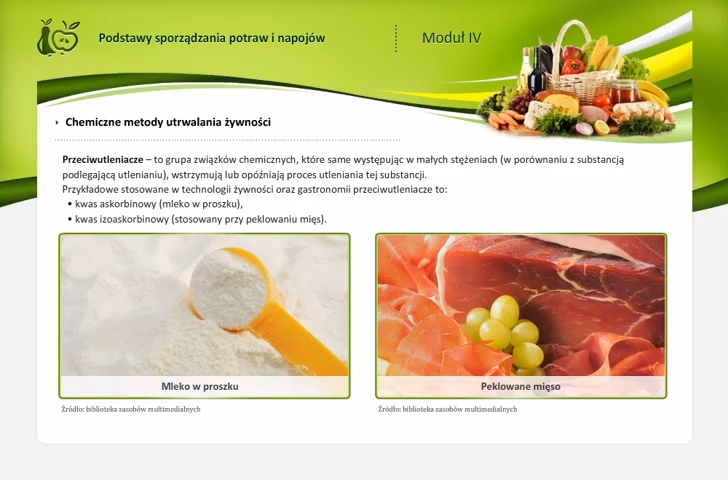 Podstawy sporządzania potraw i napojów
Moduł IV
Chemiczne metody utrwalania żywności
Przeciwutleniacze – to grupa związków chemicznych, które same występując w małych stężeniach (w porównaniu z substancją
podlegającą utlenianiu), wstrzymują lub opóźniają proces utleniania tej substancji.
Przykładowe stosowane w technologii żywności oraz gastronomii przeciwutleniacze to:
• kwas askorbinowy (mleko w proszku),
• kwas izoaskorbinowy (stosowany przy peklowaniu mięs).
Mleko w proszku
Peklowane mięso
Źródło: biblioteka zasobów multimedialnych
Źródło: biblioteka zasobów multimedialnych